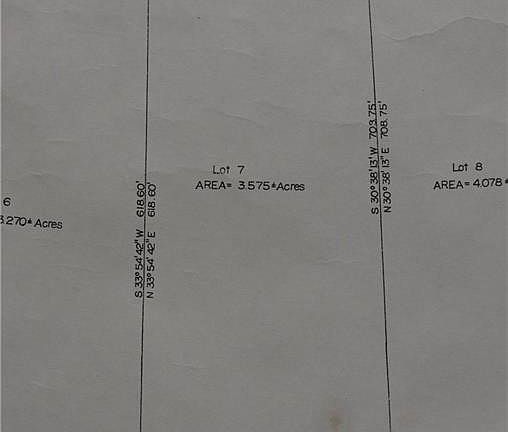 6
3.270± Acres
S 33° 54' 42" W 618.60'
N 33° 54' 42" E 618.60'
Lot 7
AREA= 3.575± Acres
S 30° 38' 13" W 703.75'
N 30° 38' 13" E 708.75'
Lot 8
AREA= 4.078±